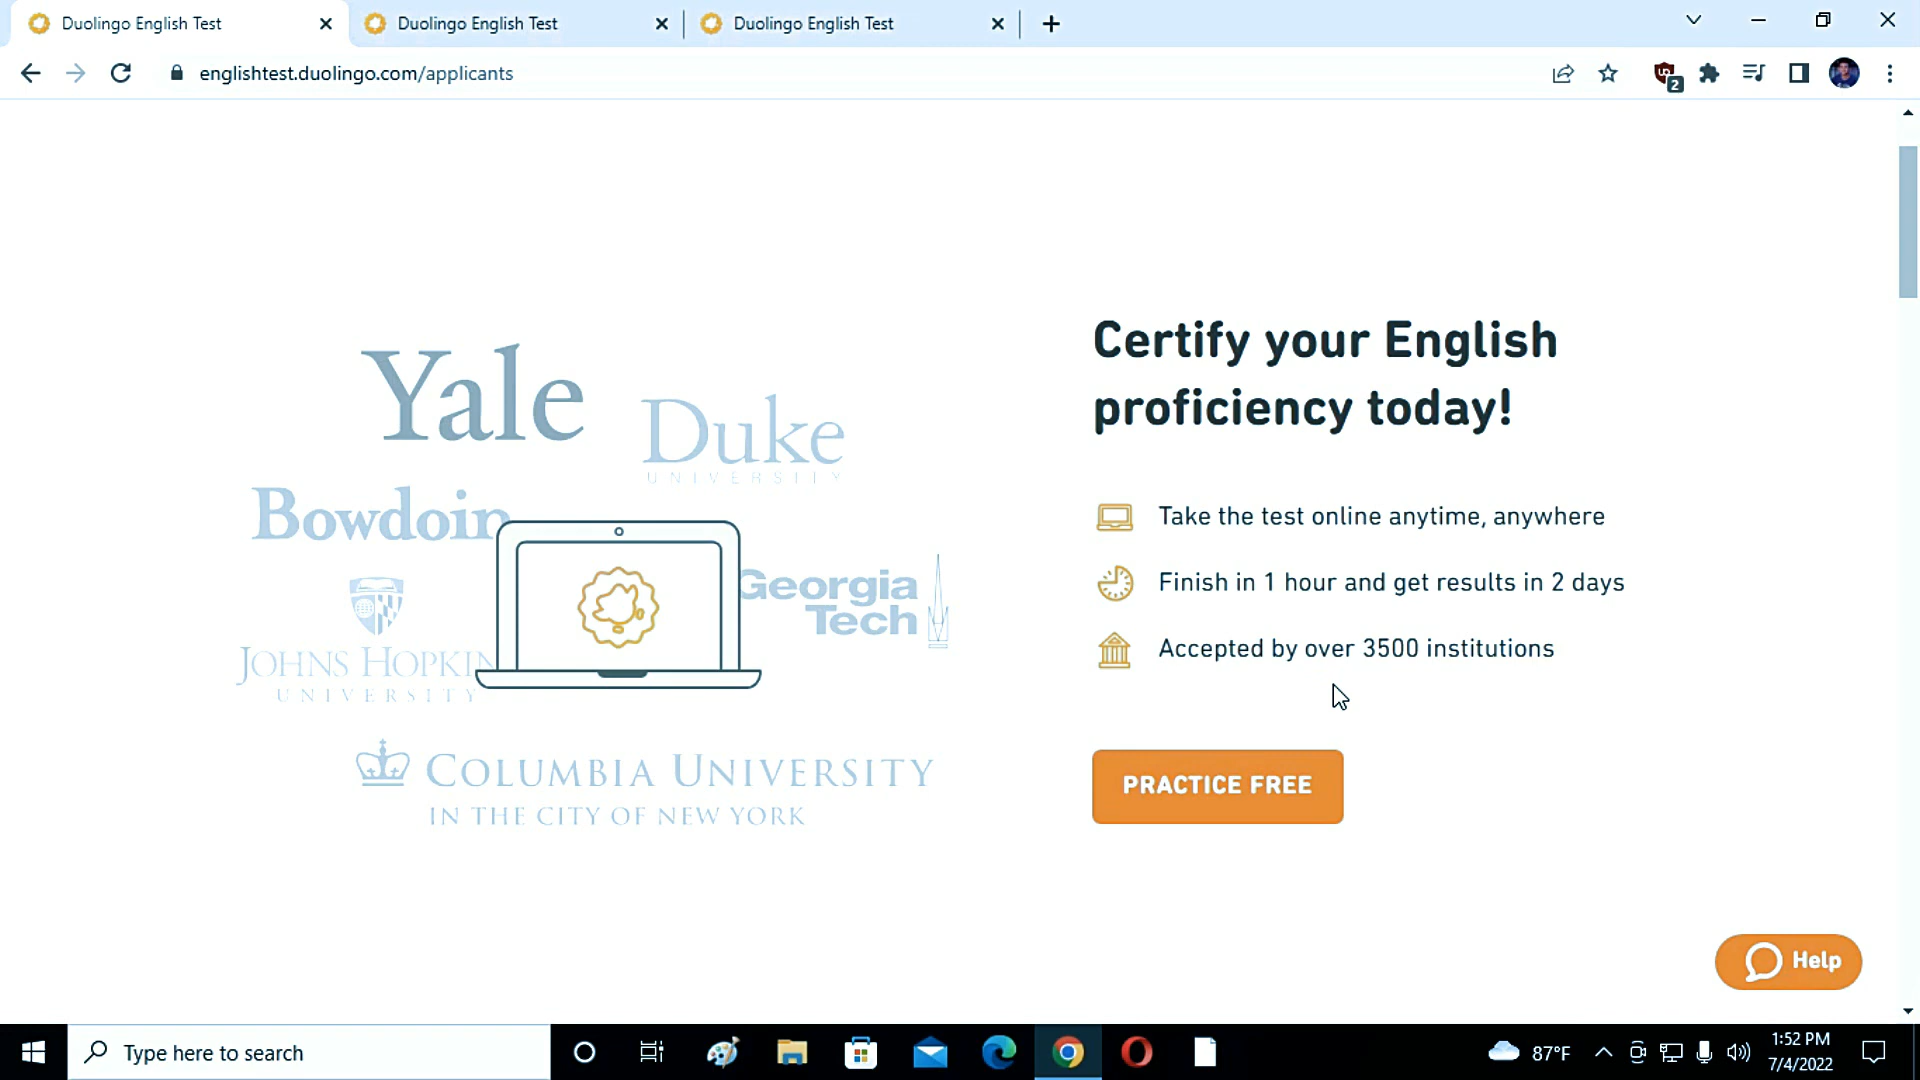 Duolingo English Test
Duolingo English Test
Duolingo English Test
englishtest.duolingo.com/applicants
2
Yale
Duke
UNIVERSITY
Bowdoin
Georgia
Tech
JOHNS HOPKIN
UNIVERSITY
COLUMBIA UNIVERSITY
IN THE CITY OF NEW YORK
Certify your English
proficiency today!
Take the test online anytime, anywhere
Finish in 1 hour and get results in 2 days
Accepted by over 3500 institutions
PRACTICE FREE
Help
Type here to search
87°F
1:52 PM
7/4/2022